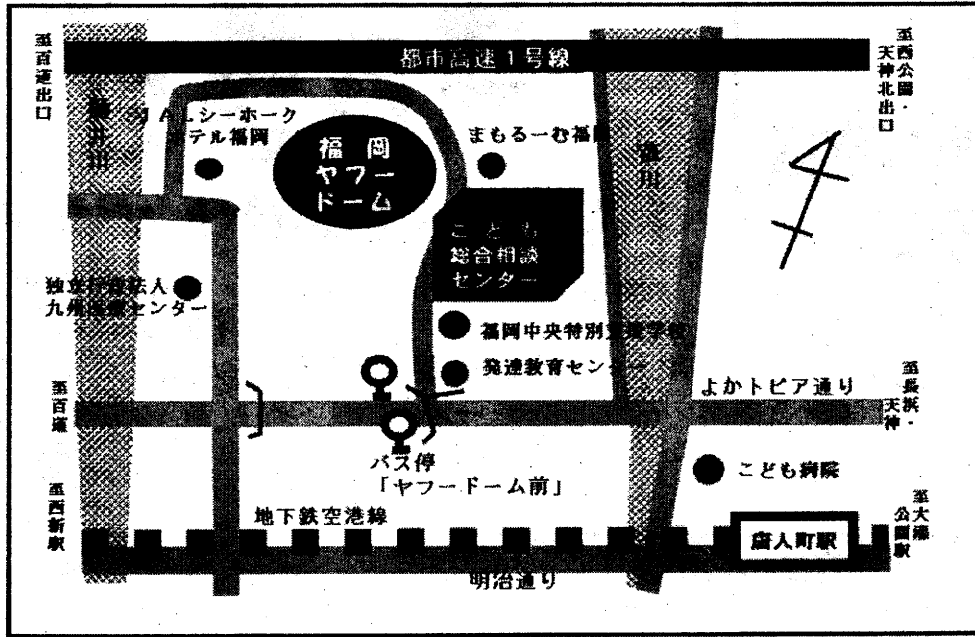 都市高速1号線
至百道出口
至西公園・
天神北出口
JALシーホーク
ホテル福岡
福岡
ヤフー
ドーム
まもるーむ福岡
こども
総合相談
センター
独立行政法人
九州医療センター
福岡中央特別支援学校
発達教育センター
よかトピア通り
至百道
至長浜・
天神
バス停
「ヤフードーム前」
こども病院
至西新駅
地下鉄空港線
唐人町駅
至大濠
公園駅
明治通り